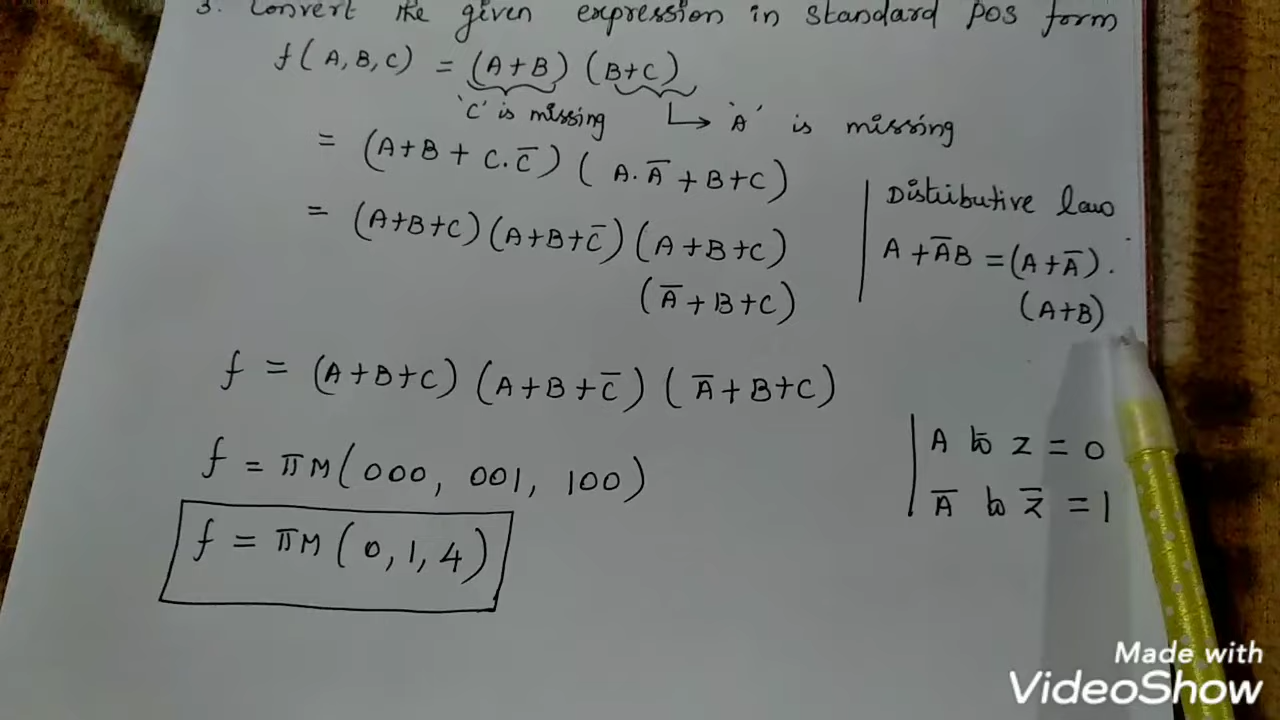 3. Convert the given expression in standard pos form
f(A,B,C) = (A+B) (B+C)
'C' is missing → 'A' is missing
= (A+B + C.C̅) ( A.A̅ + B+C)
= (A+B+C) (A+B+C̅) (A+B+C)
(A̅+B+C)
Distributive law
A + A̅B = (A+A̅).
(A+B)
f = (A+B+C) (A+B+C̅) (A̅+B+C)
f = πM(000, 001, 100)
f = πM(0,1,4)
A to z = 0
A̅ to z̅ = 1
Made with
VideoShow